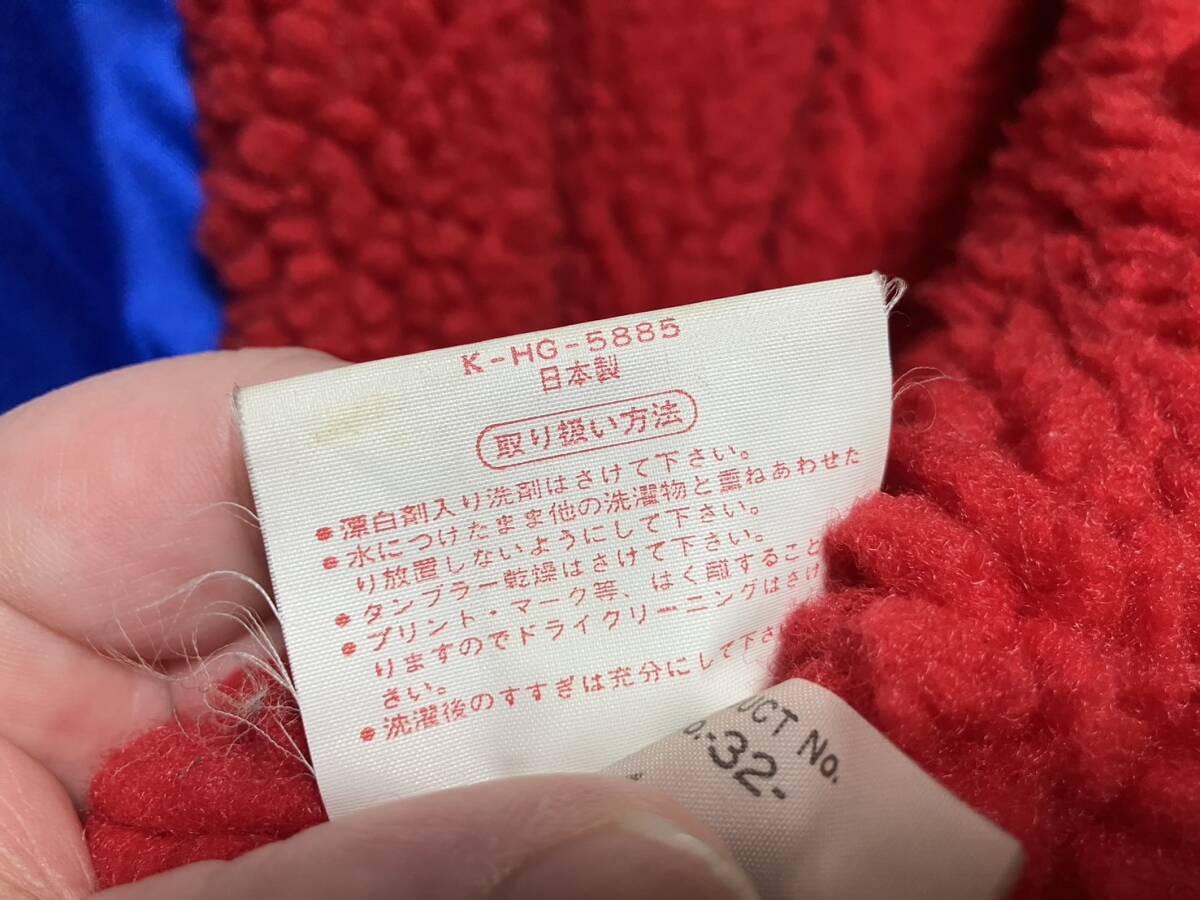 K-HG-5885
日本製
取り扱い方法
●漂白剤入り洗剤はさけて下さい。
●水につけたまま他の洗濯物と重ねあわせた
り放置しないようにして下さい。
●タンブラー乾燥はさけて下さい。
●プリント・マーク等、はく離すること
りますのでドライクリーニングはさけ
さい。
●洗濯後のすすぎは充分にして下さ
UCT No.
-32-